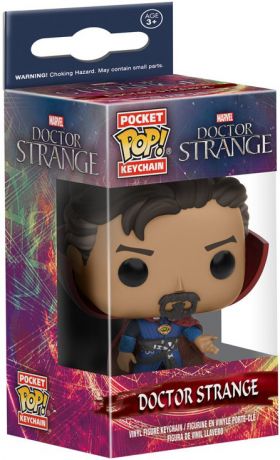 AGE
3+
WARNING! Choking Hazard. May contain small parts.
MARVEL
DOCTOR
STRANGE
POCKET
POP!®
KEYCHAIN
MARVEL
DOCTOR
STRANGE
POCKET
POP!
KEYCHAIN
DOCTOR STRANGE
VINYL FIGURE KEYCHAIN / FIGURINE EN VINYLE PORTE-CLÉ
FIGURA DE VINIL LLAVERO